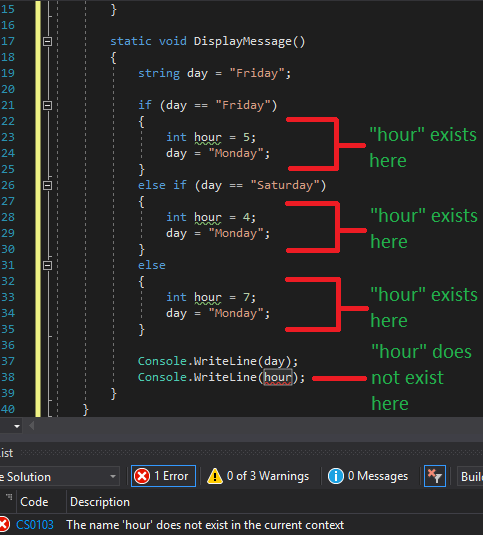 15 }
16
17 static void DisplayMessage()
18 {
19 string day = "Friday";
20
21 if (day == "Friday")
22 {
23 int hour = 5;
24 day = "Monday";
25 }
26 else if (day == "Saturday")
27 {
28 int hour = 4;
29 day = "Monday";
30 }
31 else
32 {
33 int hour = 7;
34 day = "Monday";
35 }
36
37 Console.WriteLine(day);
38 Console.WriteLine(hour);
39 }
40 }
"hour" exists
here
"hour" exists
here
"hour" exists
here
"hour" does
not exist
here
ist
e Solution 1 Error 0 of 3 Warnings 0 Messages Buil
Code Description
CS0103 The name 'hour' does not exist in the current context